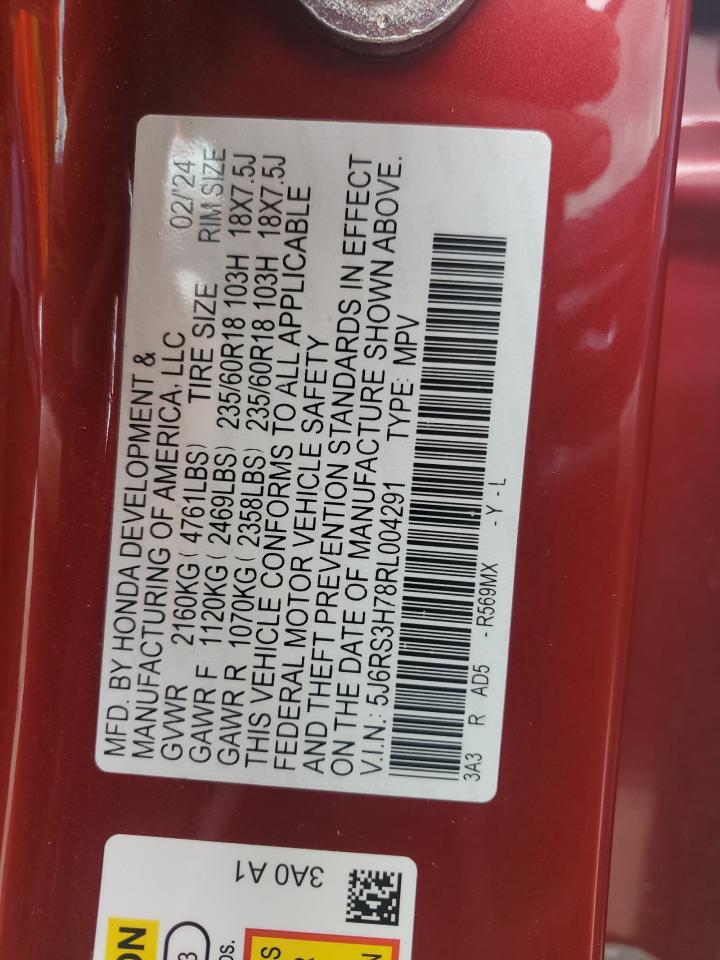 MFD. BY HONDA DEVELOPMENT &
MANUFACTURING OF AMERICA, LLC 02/'24
GVWR 2160KG ( 4761LBS) TIRE SIZE RIM SIZE
GAWR F 1120KG ( 2469LBS) 235/60R18 103H 18X7.5J
GAWR R 1070KG ( 2358LBS) 235/60R18 103H 18X7.5J
THIS VEHICLE CONFORMS TO ALL APPLICABLE
FEDERAL MOTOR VEHICLE SAFETY
AND THEFT PREVENTION STANDARDS IN EFFECT
ON THE DATE OF MANUFACTURE SHOWN ABOVE.
V.I.N.: 5J6RS3H78RL004291 TYPE: MPV
3A3 R AD5 - R569MX - Y - L
3A0 A1